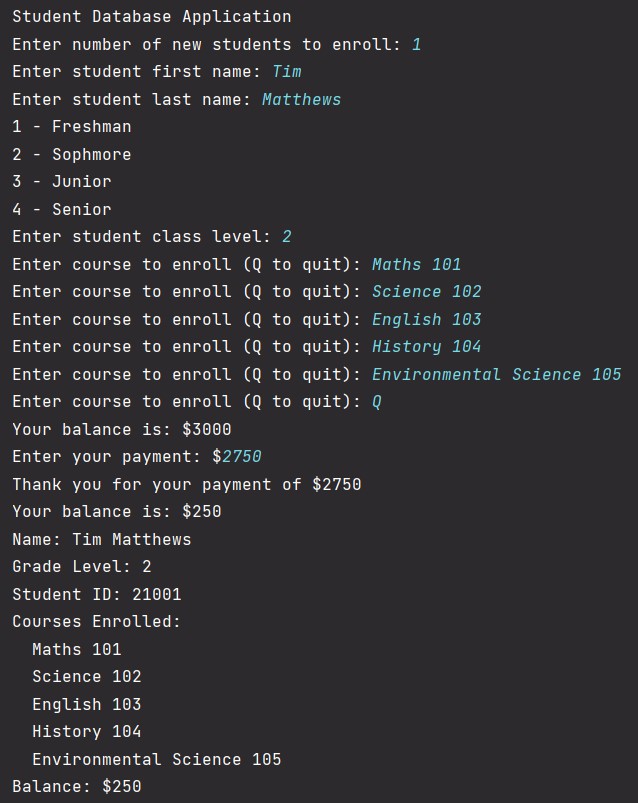 Student Database Application
Enter number of new students to enroll: 1
Enter student first name: Tim
Enter student last name: Matthews
1 - Freshman
2 - Sophmore
3 - Junior
4 - Senior
Enter student class level: 2
Enter course to enroll (Q to quit): Maths 101
Enter course to enroll (Q to quit): Science 102
Enter course to enroll (Q to quit): English 103
Enter course to enroll (Q to quit): History 104
Enter course to enroll (Q to quit): Environmental Science 105
Enter course to enroll (Q to quit): Q
Your balance is: $3000
Enter your payment: $2750
Thank you for your payment of $2750
Your balance is: $250
Name: Tim Matthews
Grade Level: 2
Student ID: 21001
Courses Enrolled:
  Maths 101
  Science 102
  English 103
  History 104
  Environmental Science 105
Balance: $250